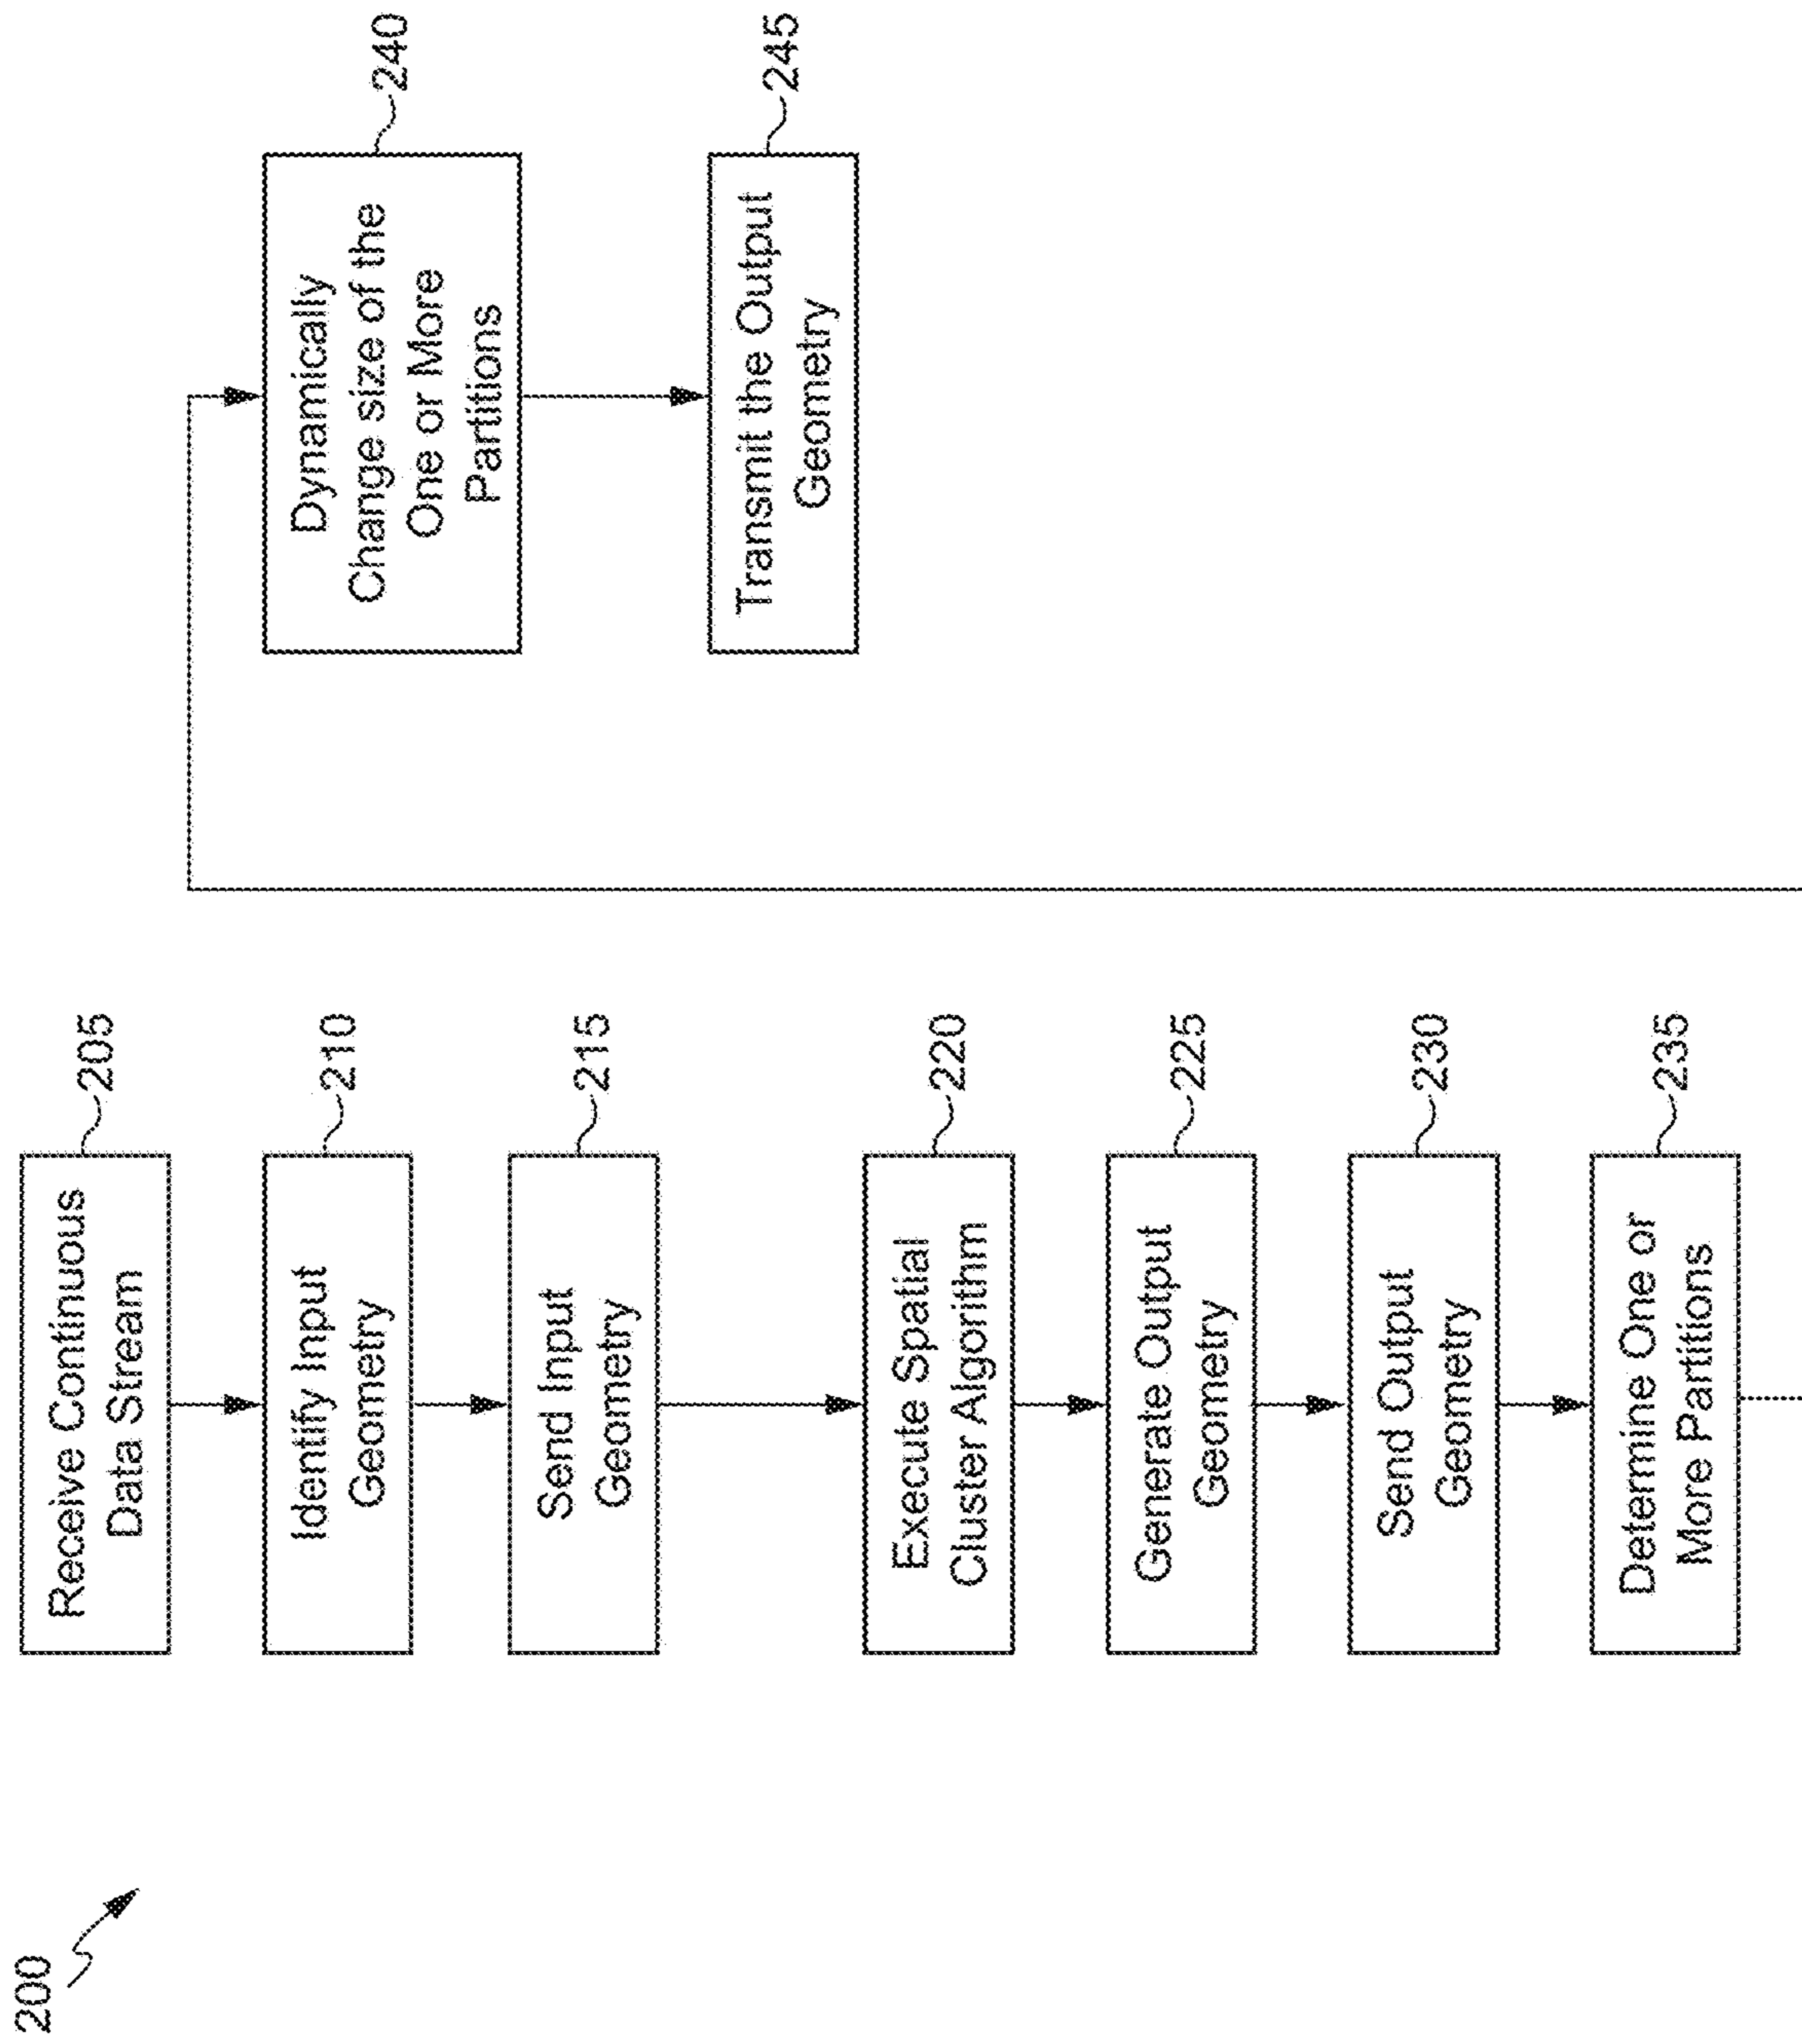 200
Receive Continuous
Data Stream
205
Identify Input
Geometry
210
Send Input
Geometry
215
Execute Spatial
Cluster Algorithm
220
Generate Output
Geometry
225
Send Output
Geometry
230
Determine One or
More Partitions
235
Dynamically
Change size of the
One or More
Partitions
240
Transmit the Output
Geometry
245